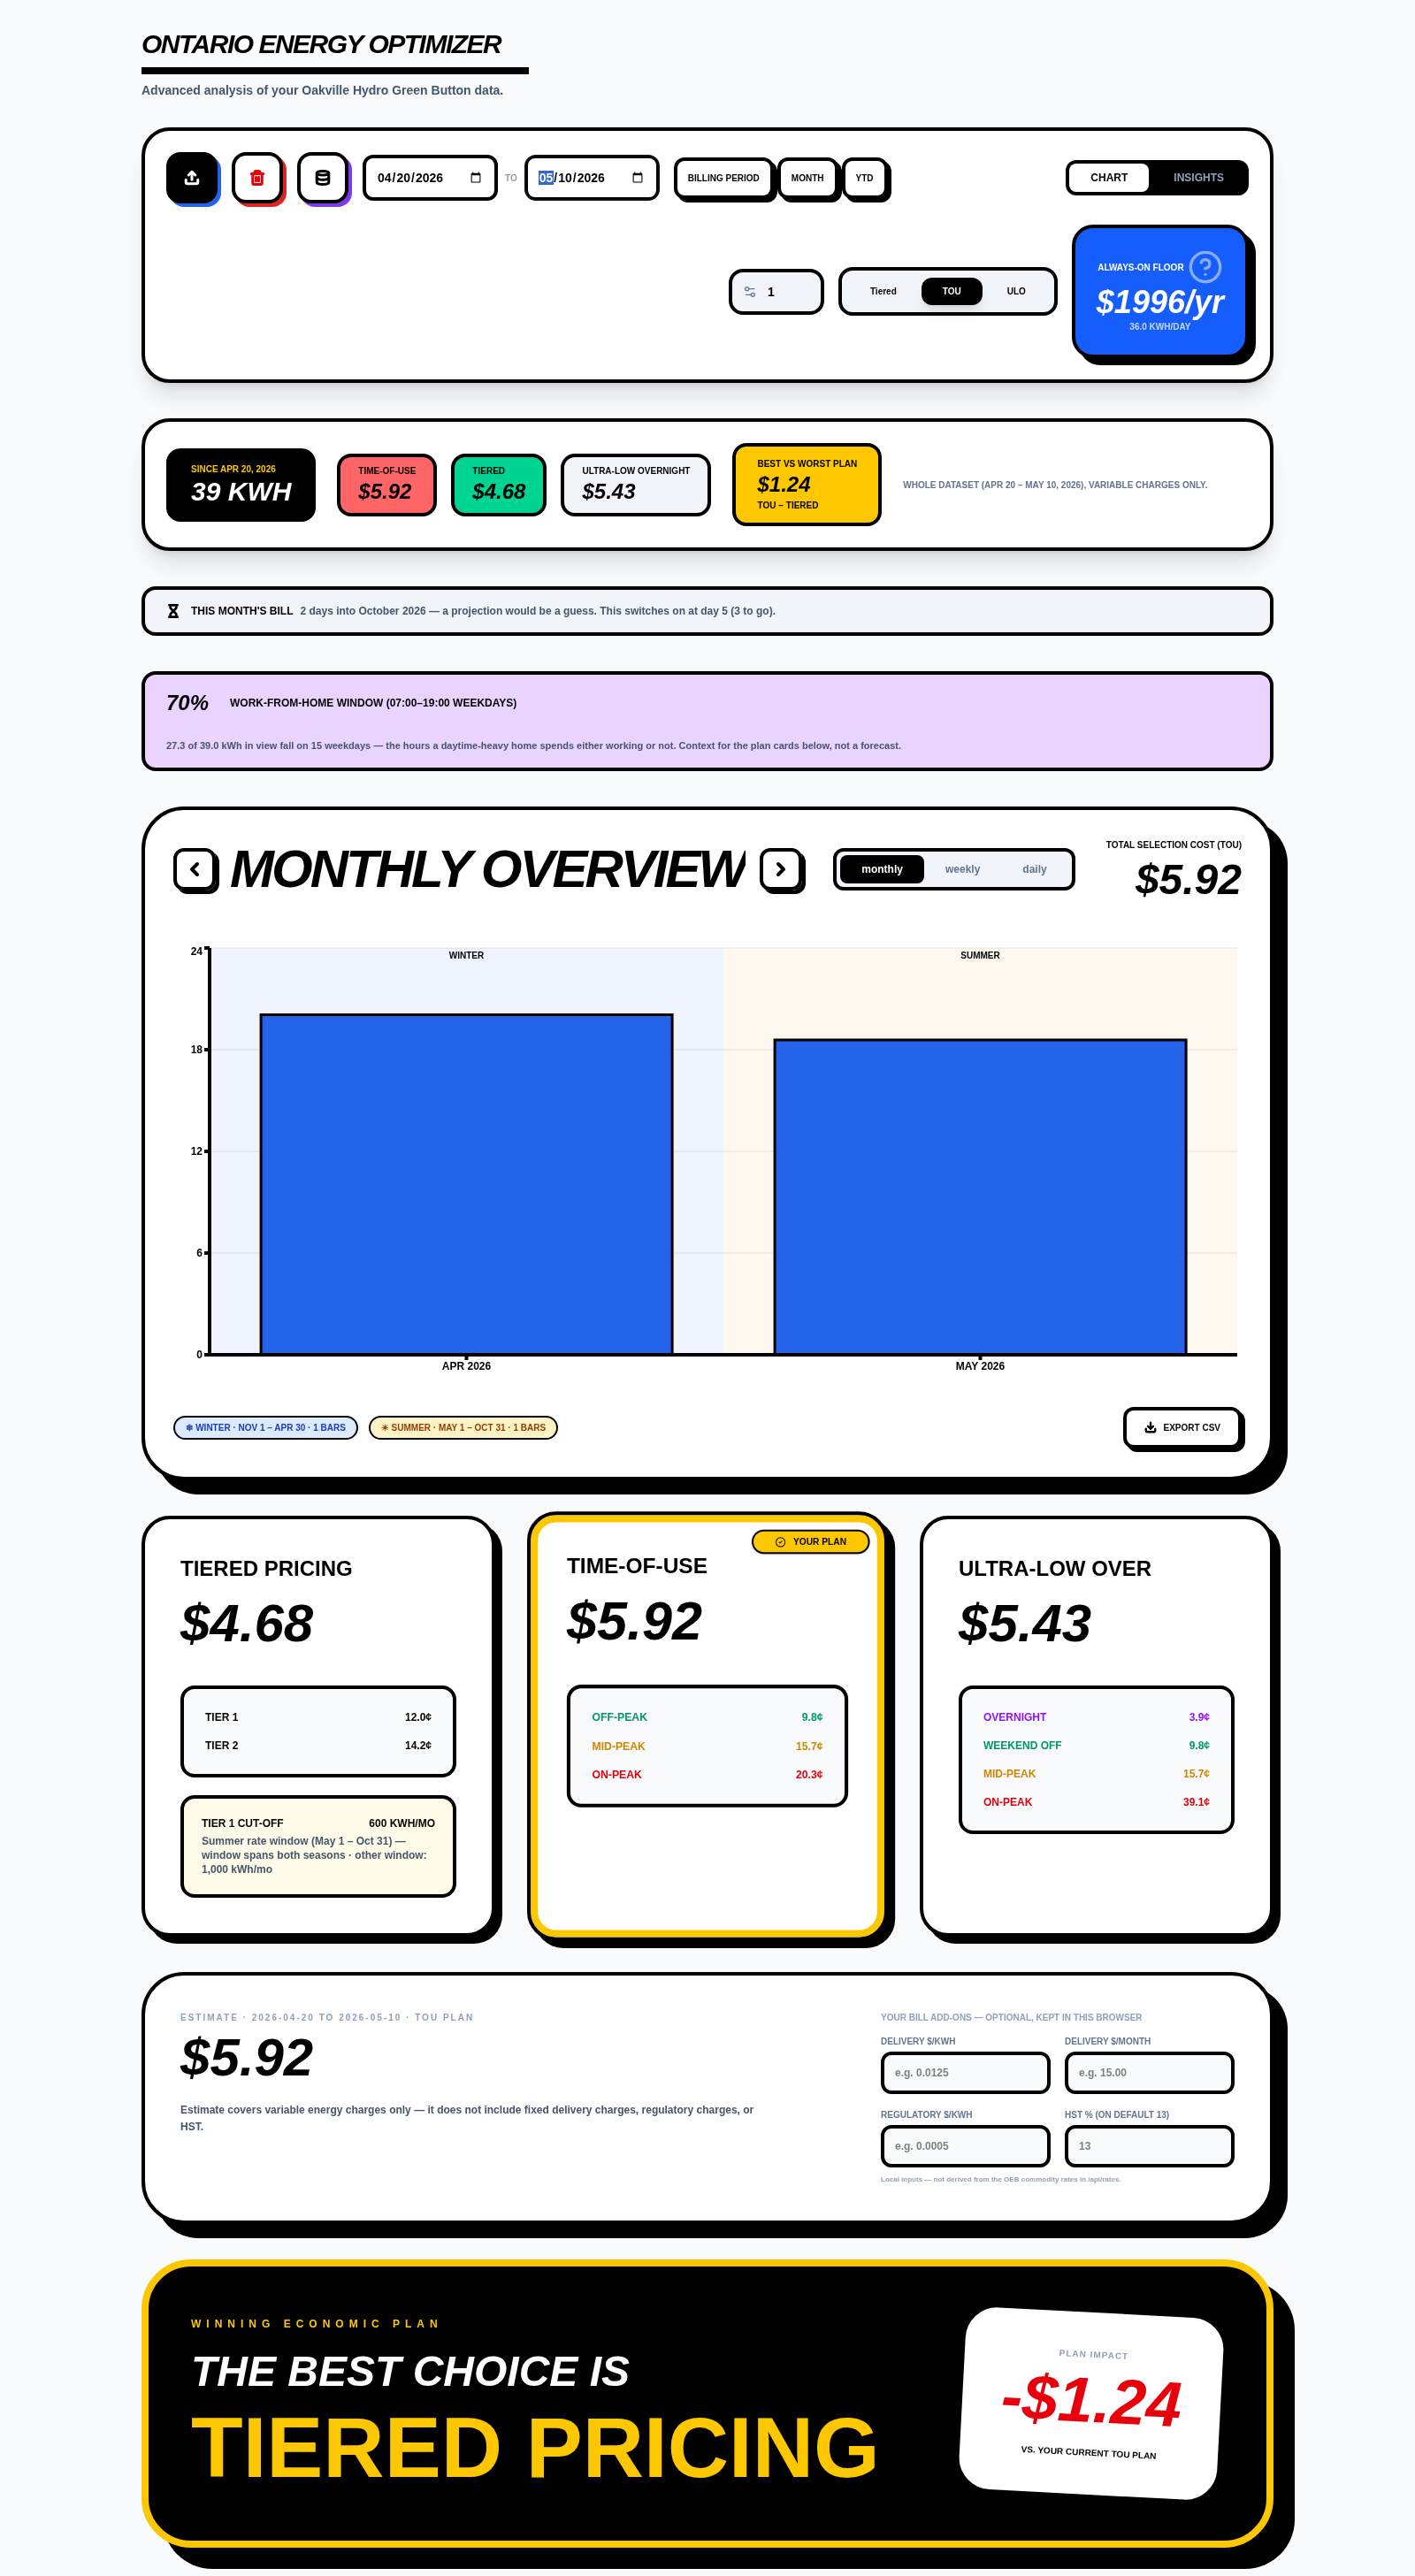 ONTARIO ENERGY OPTIMIZER
Advanced analysis of your Oakville Hydro Green Button data.
04/20/2026
TO
05/10/2026
BILLING PERIOD
MONTH
YTD
CHART
INSIGHTS
1
Tiered
TOU
ULO
ALWAYS-ON FLOOR
$1996/yr
36.0 KWH/DAY
SINCE APR 20, 2026
39 KWH
TIME-OF-USE
$5.92
TIERED
$4.68
ULTRA-LOW OVERNIGHT
$5.43
BEST VS WORST PLAN
$1.24
TOU – TIERED
WHOLE DATASET (APR 20 – MAY 10, 2026), VARIABLE CHARGES ONLY.
THIS MONTH'S BILL 2 days into October 2026 — a projection would be a guess. This switches on at day 5 (3 to go).
70%
WORK-FROM-HOME WINDOW (07:00–19:00 WEEKDAYS)
27.3 of 39.0 kWh in view fall on 15 weekdays — the hours a daytime-heavy home spends either working or not. Context for the plan cards below, not a forecast.
MONTHLY OVERVIEW
monthly
weekly
daily
TOTAL SELECTION COST (TOU)
$5.92
24
18
12
6
0
WINTER
SUMMER
APR 2026
MAY 2026
❄ WINTER · NOV 1 – APR 30 · 1 BARS
☀ SUMMER · MAY 1 – OCT 31 · 1 BARS
EXPORT CSV
TIERED PRICING
$4.68
TIER 1 12.0¢
TIER 2 14.2¢
TIER 1 CUT-OFF 600 KWH/MO
Summer rate window (May 1 – Oct 31) —
window spans both seasons · other window:
1,000 kWh/mo
YOUR PLAN
TIME-OF-USE
$5.92
OFF-PEAK 9.8¢
MID-PEAK 15.7¢
ON-PEAK 20.3¢
ULTRA-LOW OVER
$5.43
OVERNIGHT 3.9¢
WEEKEND OFF 9.8¢
MID-PEAK 15.7¢
ON-PEAK 39.1¢
ESTIMATE · 2026-04-20 TO 2026-05-10 · TOU PLAN
$5.92
Estimate covers variable energy charges only — it does not include fixed delivery charges, regulatory charges, or
HST.
YOUR BILL ADD-ONS — OPTIONAL, KEPT IN THIS BROWSER
DELIVERY $/KWH
DELIVERY $/MONTH
e.g. 0.0125
e.g. 15.00
REGULATORY $/KWH
HST % (ON DEFAULT 13)
e.g. 0.0005
13
Local inputs — not derived from the OEB commodity rates in /api/rates.
WINNING ECONOMIC PLAN
THE BEST CHOICE IS
TIERED PRICING
PLAN IMPACT
-$1.24
VS. YOUR CURRENT TOU PLAN